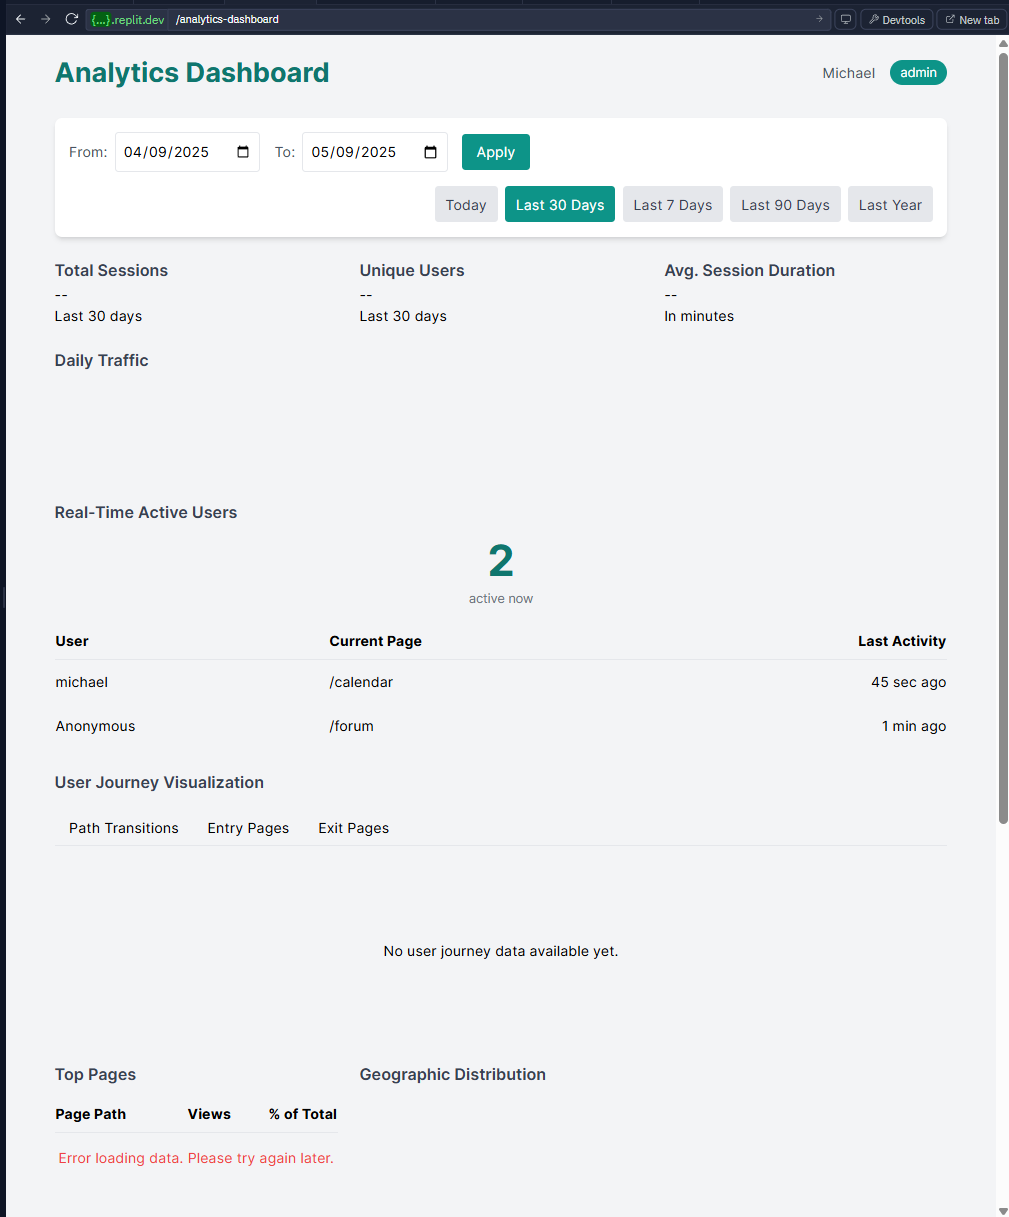 {...}.replit.dev /analytics-dashboard Devtools New tab
Analytics Dashboard Michael admin
From: 04/09/2025 To: 05/09/2025 Apply
Today Last 30 Days Last 7 Days Last 90 Days Last Year
Total Sessions Unique Users Avg. Session Duration
-- -- --
Last 30 days Last 30 days In minutes
Daily Traffic
Real-Time Active Users
2
active now
User Current Page Last Activity
michael /calendar 45 sec ago
Anonymous /forum 1 min ago
User Journey Visualization
Path Transitions Entry Pages Exit Pages
No user journey data available yet.
Top Pages Geographic Distribution
Page Path Views % of Total
Error loading data. Please try again later.